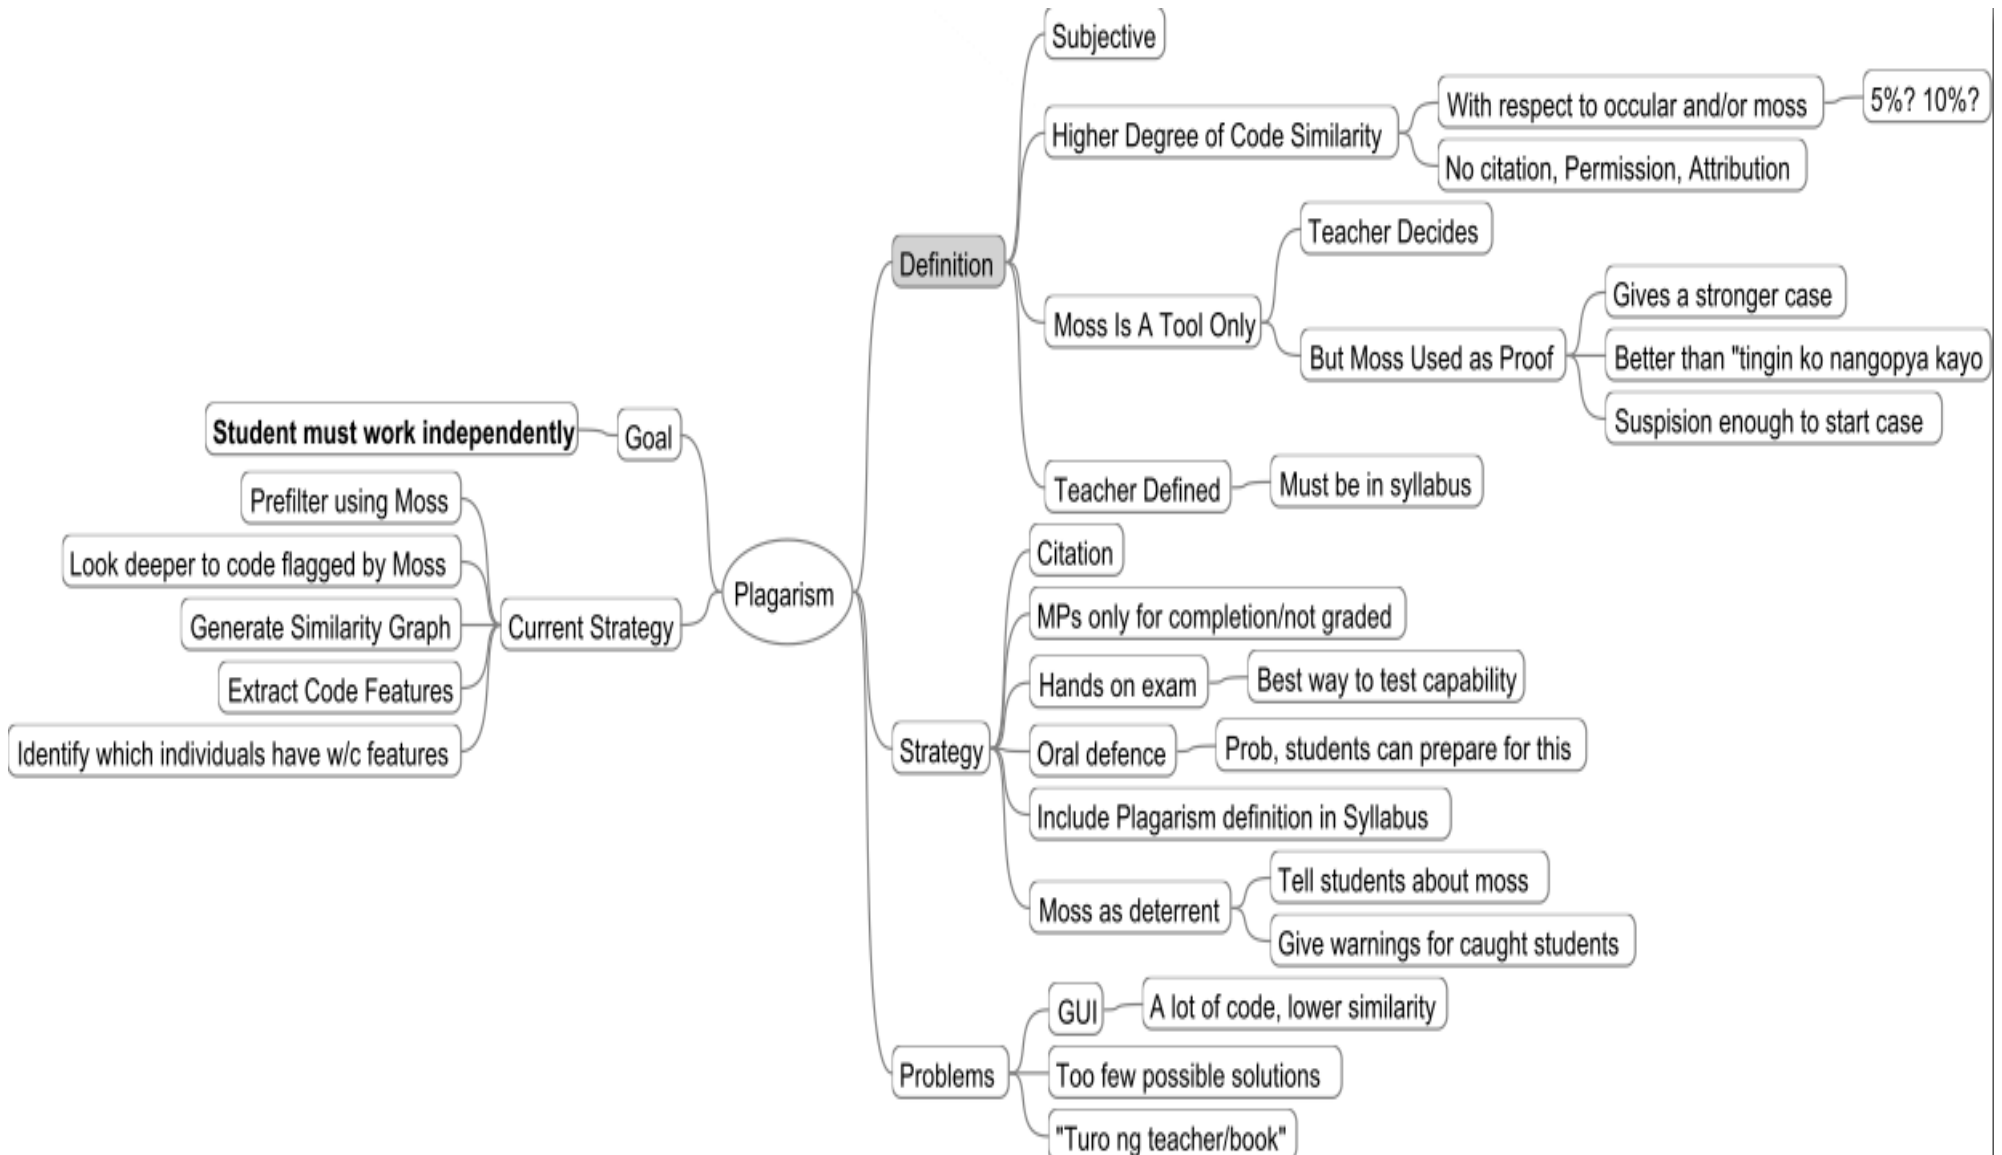 Plagarism
Goal
Student must work independently
Current Strategy
Prefilter using Moss
Look deeper to code flagged by Moss
Generate Similarity Graph
Extract Code Features
Identify which individuals have w/c features
Definition
Subjective
Higher Degree of Code Similarity
With respect to occular and/or moss
5%? 10%?
No citation, Permission, Attribution
Moss Is A Tool Only
Teacher Decides
But Moss Used as Proof
Gives a stronger case
Better than "tingin ko nangopya kayo
Suspision enough to start case
Teacher Defined
Must be in syllabus
Strategy
Citation
MPs only for completion/not graded
Hands on exam
Best way to test capability
Oral defence
Prob, students can prepare for this
Include Plagarism definition in Syllabus
Moss as deterrent
Tell students about moss
Give warnings for caught students
Problems
GUI
A lot of code, lower similarity
Too few possible solutions
"Turo ng teacher/book"